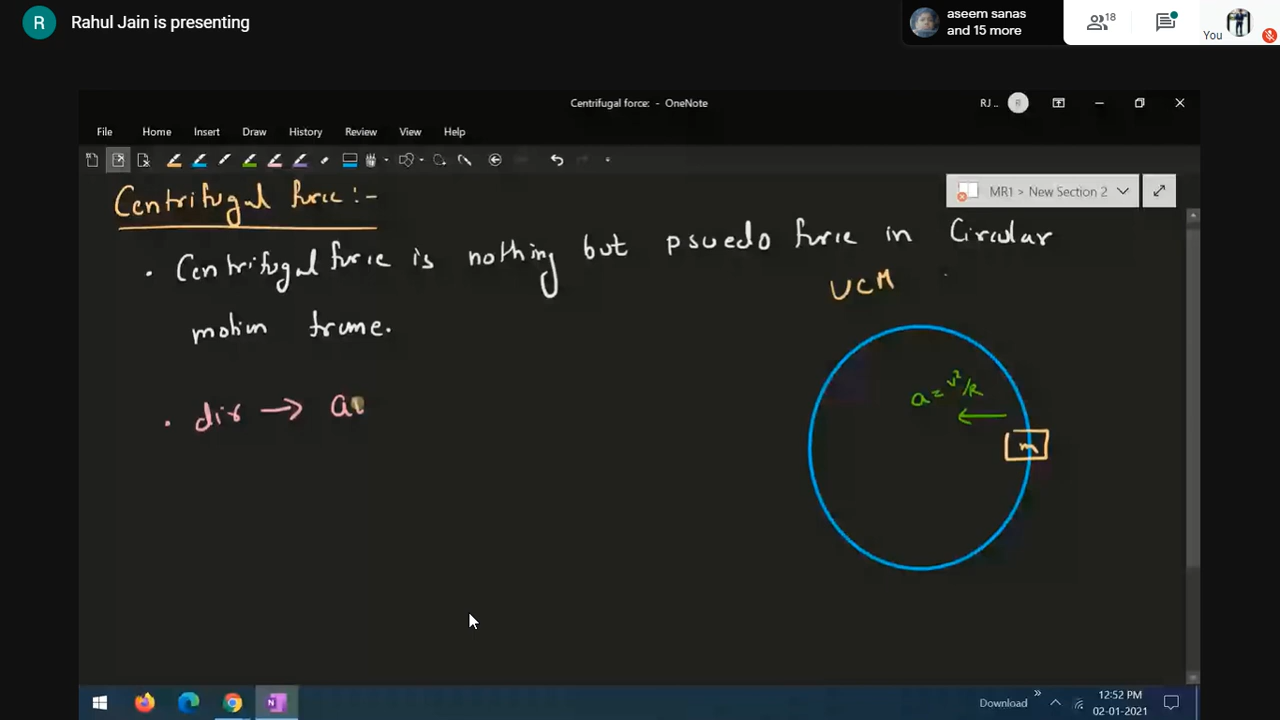 R Rahul Jain is presenting
aseem sanas
and 15 more
18
You
Centrifugal force: - OneNote
RJ ..
R
File Home Insert Draw History Review View Help
MR1 > New Section 2
Centrifugal force :-
· Centrifugal force is nothing but psuedo force in Circular
motion frame.
UCM
a = v²/R
m
· dir → aw
Download
»
12:52 PM
02-01-2021